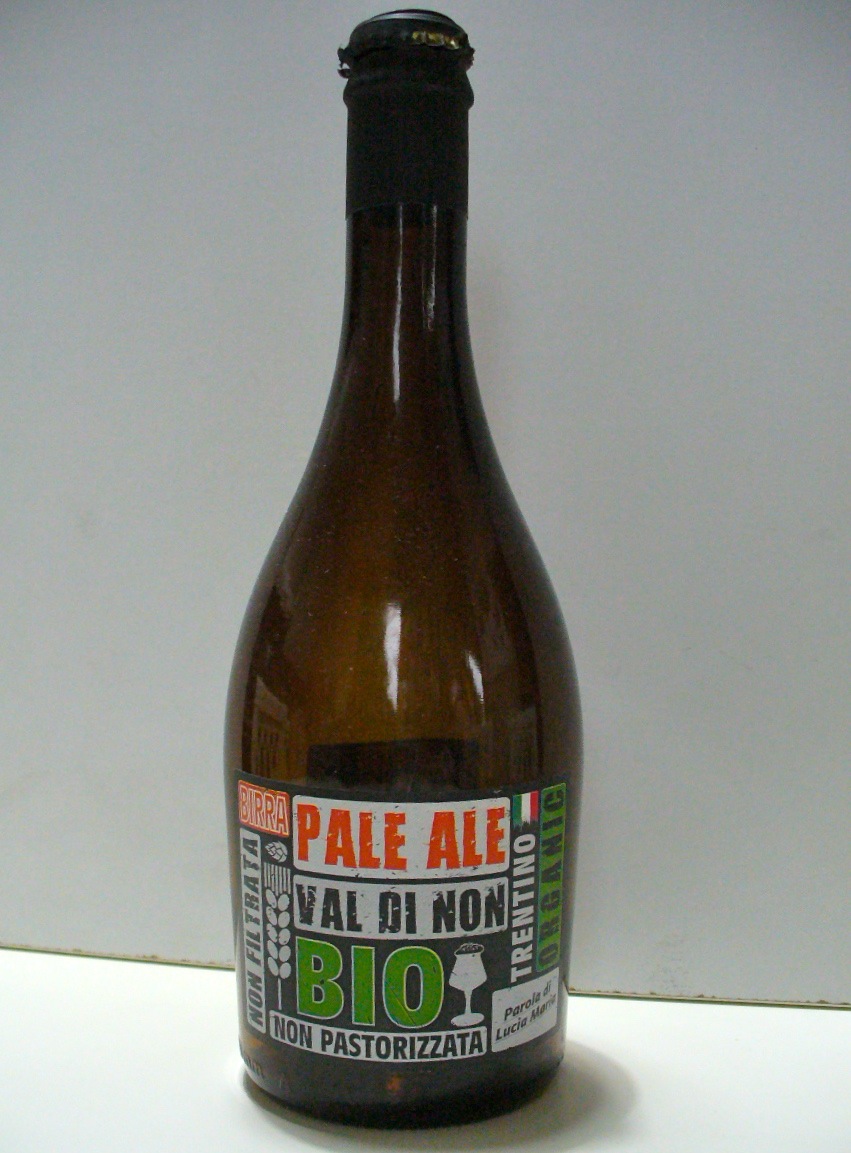 BIRRA
PALE ALE
VAL DI NON
BIO
NON PASTORIZZATA
NON FILTRATA
TRENTINO
ORGANIC
Parola di
Lucia Maria